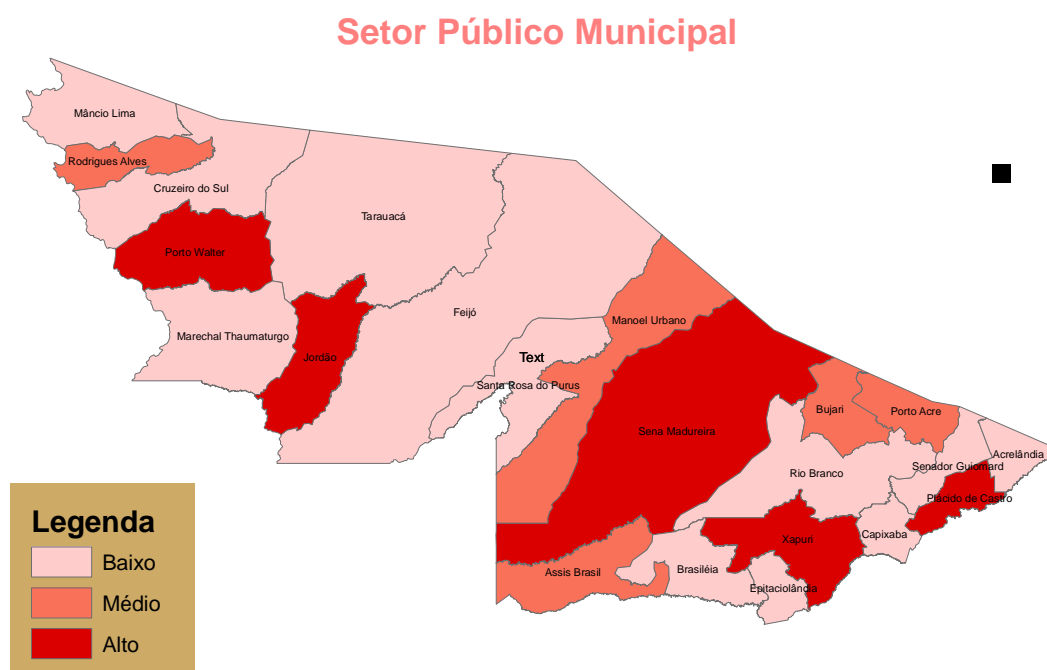 Setor Público Municipal
Mâncio Lima
Rodrigues Alves
Cruzeiro do Sul
Tarauacá
Porto Walter
Feijó
Manoel Urbano
Marechal Thaumaturgo
Jordão
Text
Santa Rosa do Purus
Bujari
Porto Acre
Sena Madureira
Acrelândia
Senador Guiomard
Rio Branco
Plácido de Castro
Capixaba
Xapuri
Assis Brasil
Brasiléia
Epitaciolândia
Legenda
Baixo
Médio
Alto